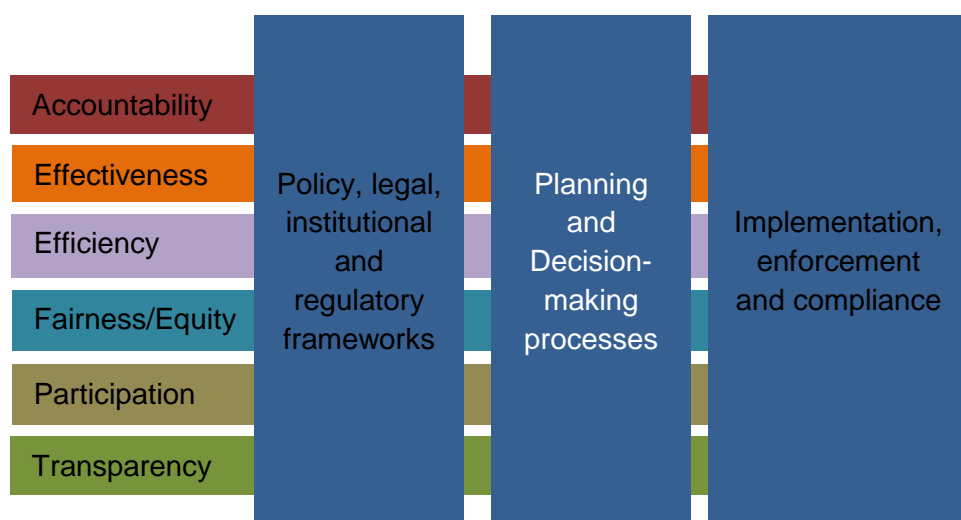 Accountability
Effectiveness
Efficiency
Fairness/Equity
Participation
Transparency
Policy, legal,
institutional
and
regulatory
frameworks
Planning
and
Decision-
making
processes
Implementation,
enforcement
and compliance